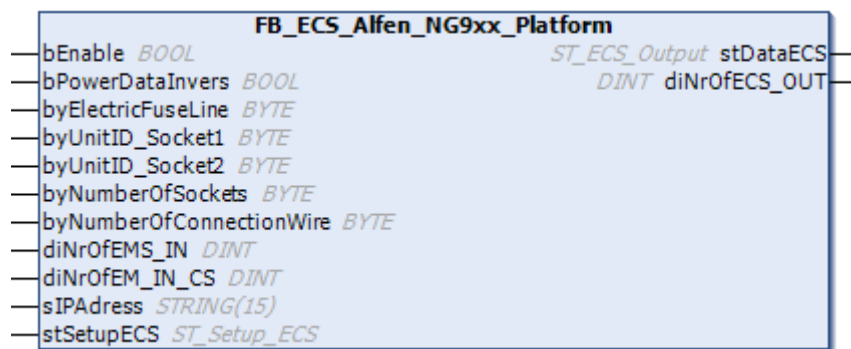 FB_ECS_Alfen_NG9xx_Platform
bEnable BOOL ST_ECS_Output stDataECS
bPowerDataInvers BOOL DINT diNrOfECS_OUT
byElectricFuseLine BYTE
byUnitID_Socket1 BYTE
byUnitID_Socket2 BYTE
byNumberOfSockets BYTE
byNumberOfConnectionWire BYTE
diNrOfEMS_IN DINT
diNrOfEM_IN_CS DINT
sIPAdress STRING(15)
stSetupECS ST_Setup_ECS